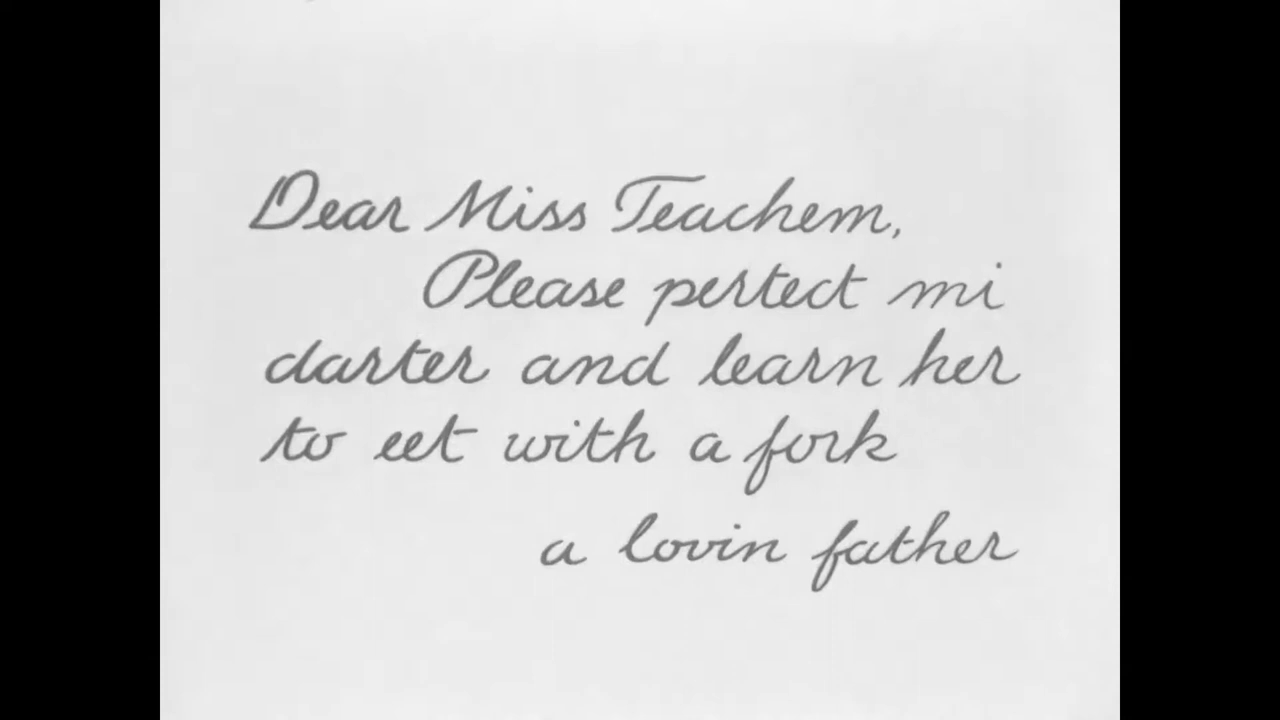 Dear Miss Teachem,
Please pertect mi
darter and learn her
to eet with a fork
a lovin father